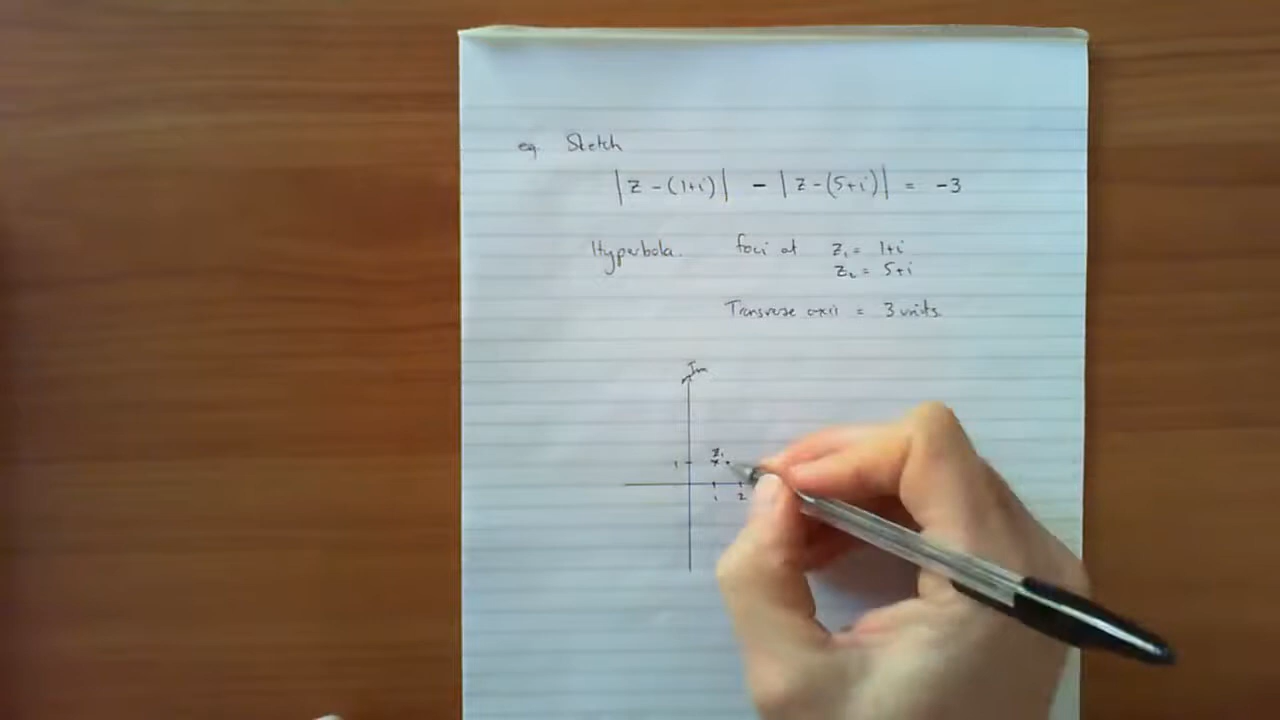 eg. Sketch
|z-(1+i)| - |z-(5+i)| = -3
Hyperbola. foci at z₁ = 1+i
z₂ = 5+i
Transverse axis = 3 units.
Im
z₁
1
1 2